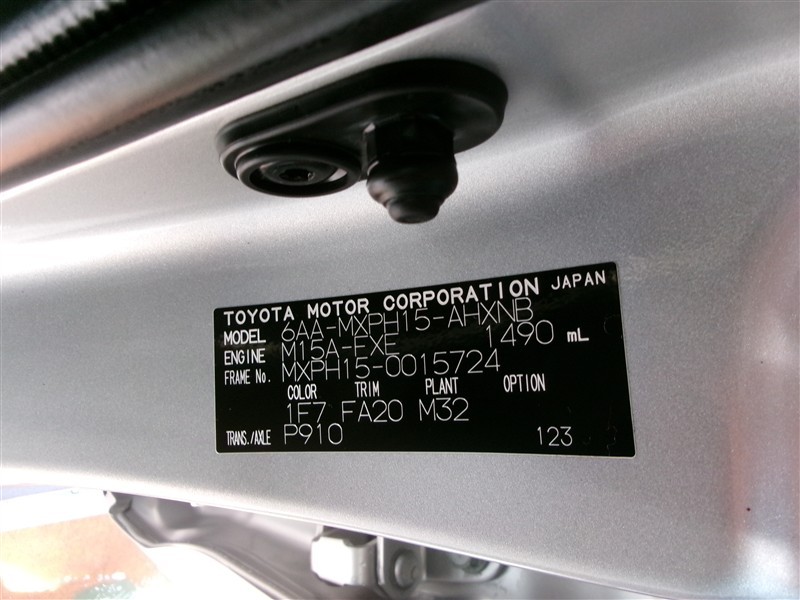 TOYOTA MOTOR CORPORATION JAPAN
MODEL 6AA-MXPH15-AHXNB
ENGINE M15A-FXE 1490 mL
FRAME No. MXPH15-0015724
COLOR TRIM PLANT OPTION
1F7 FA20 M32
TRANS./AXLE P910 123